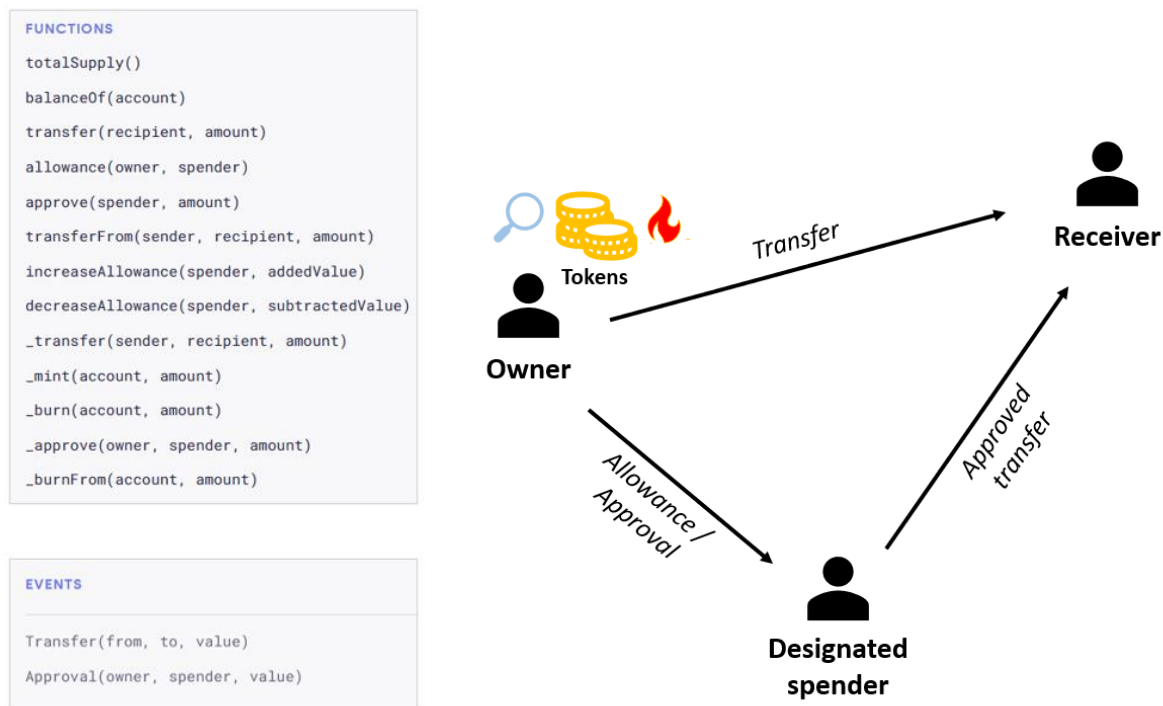 FUNCTIONS
totalSupply()
balanceOf(account)
transfer(recipient, amount)
allowance(owner, spender)
approve(spender, amount)
transferFrom(sender, recipient, amount)
increaseAllowance(spender, addedValue)
decreaseAllowance(spender, subtractedValue)
_transfer(sender, recipient, amount)
_mint(account, amount)
_burn(account, amount)
_approve(owner, spender, amount)
_burnFrom(account, amount)
EVENTS
Transfer(from, to, value)
Approval(owner, spender, value)
Tokens
Owner
Transfer
Receiver
Allowance /
Approval
Approved
transfer
Designated
spender